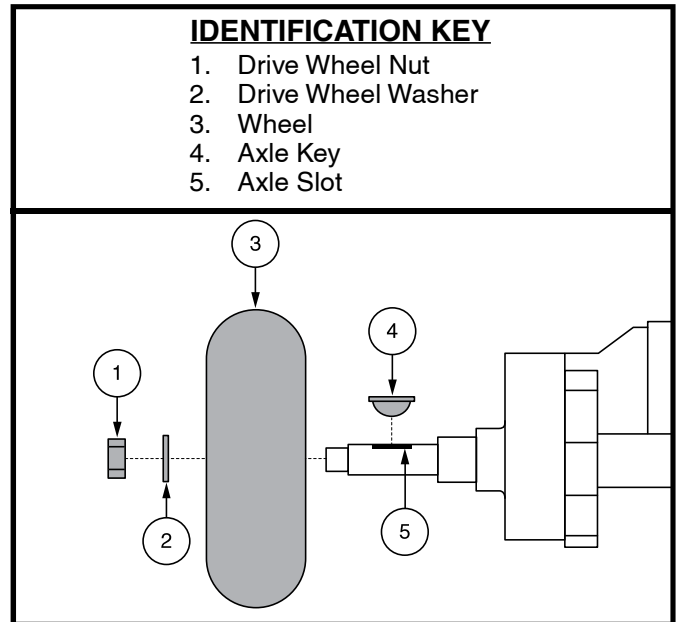 IDENTIFICATION KEY
1. Drive Wheel Nut
2. Drive Wheel Washer
3. Wheel
4. Axle Key
5. Axle Slot
3
4
1
2
5